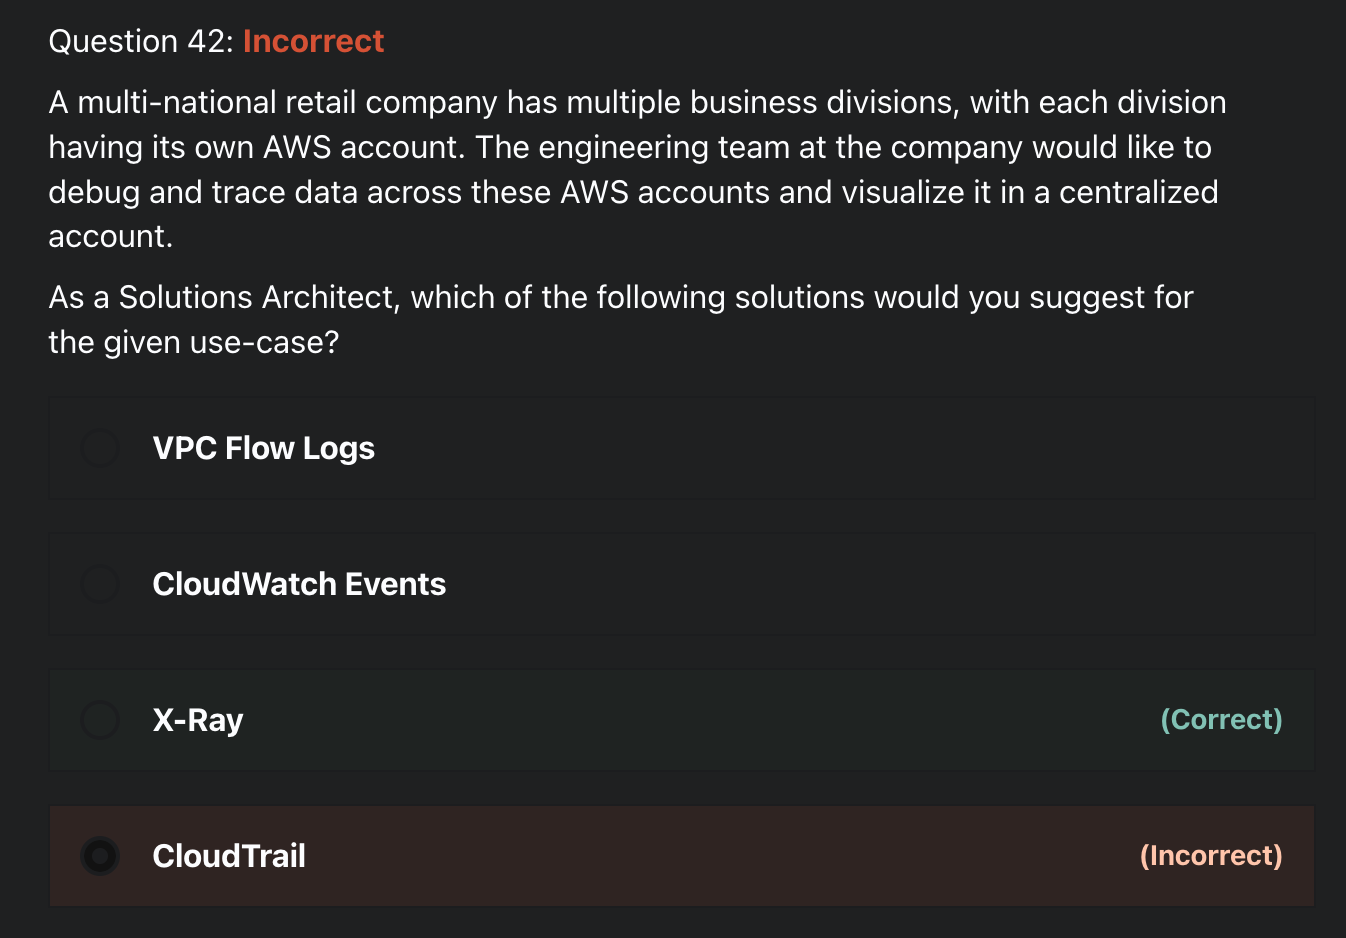 Question 42: Incorrect
A multi-national retail company has multiple business divisions, with each division
having its own AWS account. The engineering team at the company would like to
debug and trace data across these AWS accounts and visualize it in a centralized
account.
As a Solutions Architect, which of the following solutions would you suggest for
the given use-case?
VPC Flow Logs
CloudWatch Events
X-Ray (Correct)
CloudTrail (Incorrect)